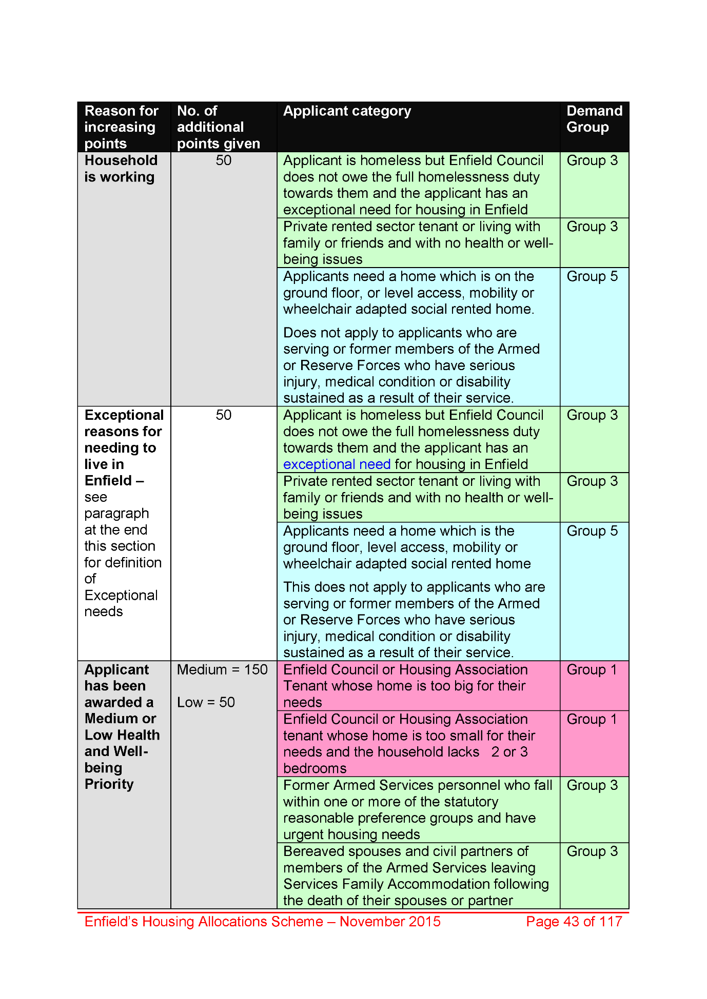 Reason for
increasing
points
No. of
additional
points given
Applicant category
Demand
Group
Household
is working
50
Applicant is homeless but Enfield Council
does not owe the full homelessness duty
towards them and the applicant has an
exceptional need for housing in Enfield
Group 3
Private rented sector tenant or living with
family or friends and with no health or well-
being issues
Group 3
Applicants need a home which is on the
ground floor, or level access, mobility or
wheelchair adapted social rented home.
Does not apply to applicants who are
serving or former members of the Armed
or Reserve Forces who have serious
injury, medical condition or disability
sustained as a result of their service.
Group 5
Exceptional
reasons for
needing to
live in
Enfield –
see
paragraph
at the end
this section
for definition
of
Exceptional
needs
50
Applicant is homeless but Enfield Council
does not owe the full homelessness duty
towards them and the applicant has an
exceptional need for housing in Enfield
Group 3
Private rented sector tenant or living with
family or friends and with no health or well-
being issues
Group 3
Applicants need a home which is the
ground floor, level access, mobility or
wheelchair adapted social rented home
This does not apply to applicants who are
serving or former members of the Armed
or Reserve Forces who have serious
injury, medical condition or disability
sustained as a result of their service.
Group 5
Applicant
has been
awarded a
Medium or
Low Health
and Well-
being
Priority
Medium = 150
Low = 50
Enfield Council or Housing Association
Tenant whose home is too big for their
needs
Group 1
Enfield Council or Housing Association
tenant whose home is too small for their
needs and the household lacks 2 or 3
bedrooms
Group 1
Former Armed Services personnel who fall
within one or more of the statutory
reasonable preference groups and have
urgent housing needs
Group 3
Bereaved spouses and civil partners of
members of the Armed Services leaving
Services Family Accommodation following
the death of their spouses or partner
Group 3
Enfield's Housing Allocations Scheme – November 2015
Page 43 of 117